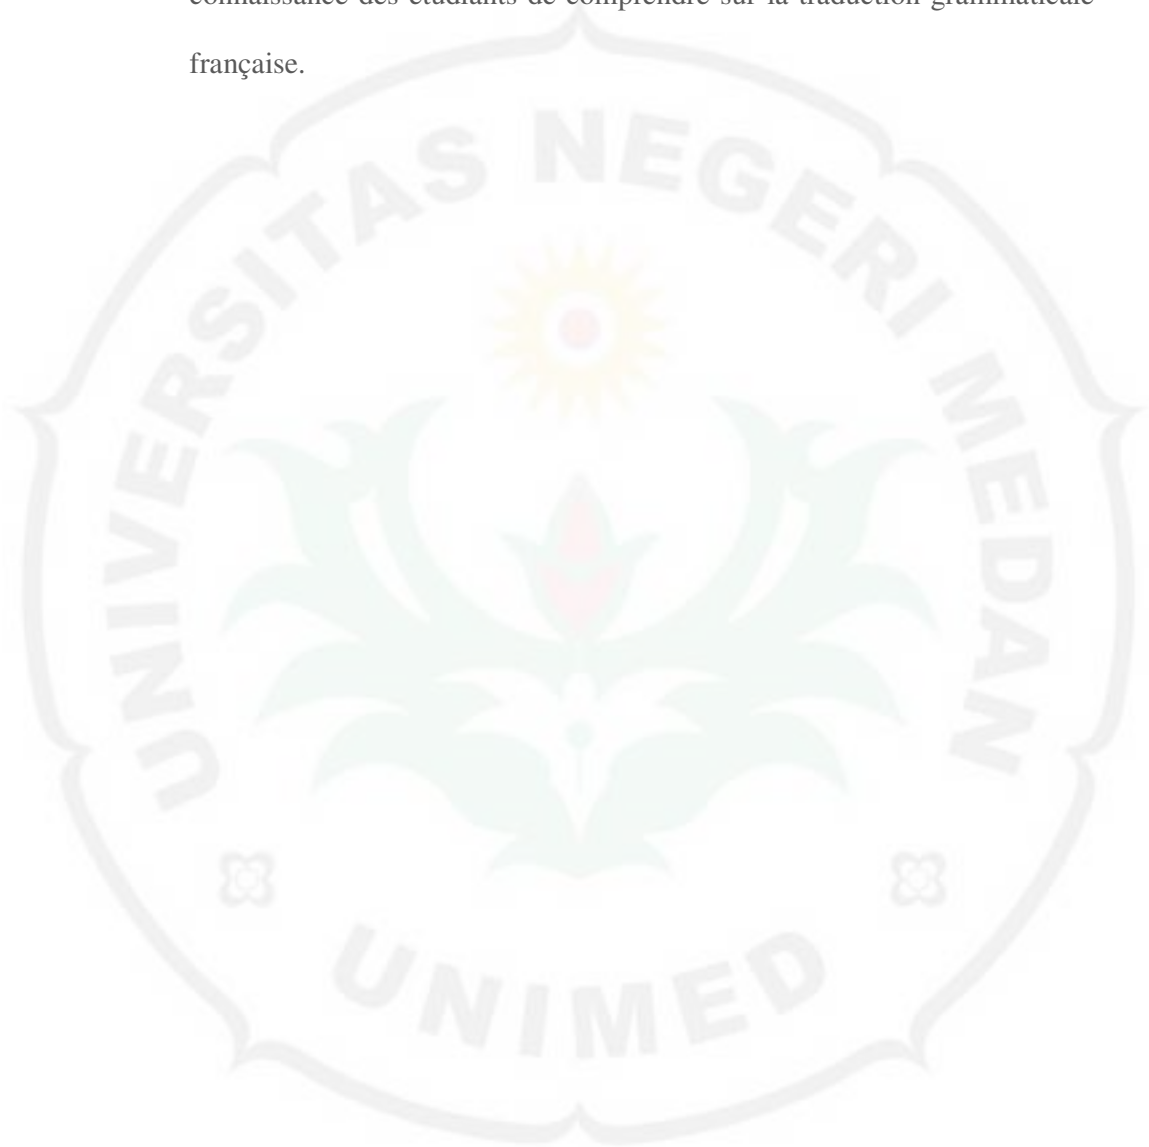 connaissance des étudiants de comprendre sur la traduction grammaticale
française.
UNIVERSITAS NEGERI MEDAN
UNIMED